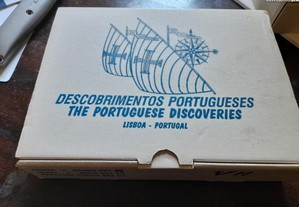 DESCOBRIMENTOS PORTUGUESES
THE PORTUGUESE DISCOVERIES
LISBOA - PORTUGAL